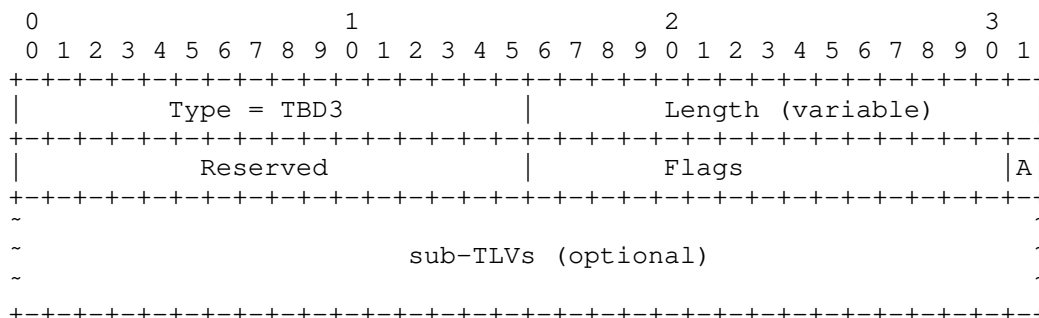 0                   1                   2                   3
 0 1 2 3 4 5 6 7 8 9 0 1 2 3 4 5 6 7 8 9 0 1 2 3 4 5 6 7 8 9 0 1
+-+-+-+-+-+-+-+-+-+-+-+-+-+-+-+-+-+-+-+-+-+-+-+-+-+-+-+-+-+-+-+--
|         Type = TBD3           |        Length (variable)      |
+-+-+-+-+-+-+-+-+-+-+-+-+-+-+-+-+-+-+-+-+-+-+-+-+-+-+-+-+-+-+-+--
|           Reserved            |        Flags                |A
+-+-+-+-+-+-+-+-+-+-+-+-+-+-+-+-+-+-+-+-+-+-+-+-+-+-+-+-+-+-+-+--
~                                                               ~
~                        sub-TLVs (optional)                    ~
~                                                               ~
+-+-+-+-+-+-+-+-+-+-+-+-+-+-+-+-+-+-+-+-+-+-+-+-+-+-+-+-+-+-+-+--